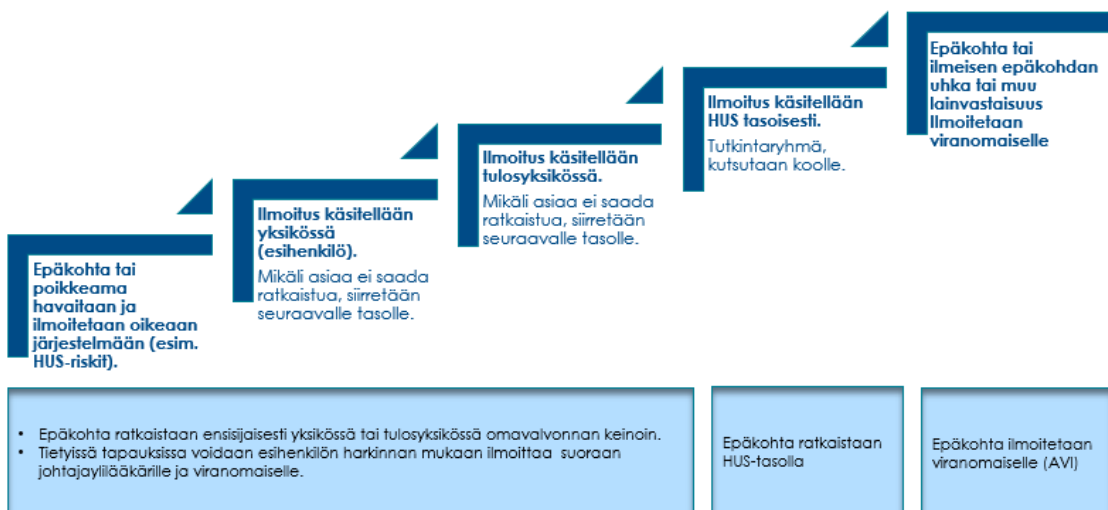 Epäkohta tai
poikkeama
havaitaan ja
ilmoitetaan oikeaan
järjestelmään (esim.
HUS-riskit).
Ilmoitus käsitellään
yksikössä
(esihenkilö).
Mikäli asiaa ei saada
ratkaistua, siirretään
seuraavalle tasolle.
Ilmoitus käsitellään
tulosyksikössä.
Mikäli asiaa ei saada
ratkaistua, siirretään
seuraavalle tasolle.
Ilmoitus käsitellään
HUS tasoisesti.
Tutkintaryhmä,
kutsutaan koolle.
Epäkohta tai
ilmeisen epäkohdan
uhka tai muu
lainvastaisuus
Ilmoitetaan
viranomaiselle
• Epäkohta ratkaistaan ensisijaisesti yksikössä tai tulosyksikössä omavalvonnan keinoin.
• Tietyissä tapauksissa voidaan esihenkilön harkinnan mukaan ilmoittaa suoraan
johtajaylilääkärille ja viranomaiselle.
Epäkohta ratkaistaan
HUS-tasolla
Epäkohta ilmoitetaan
viranomaiselle (AVI)